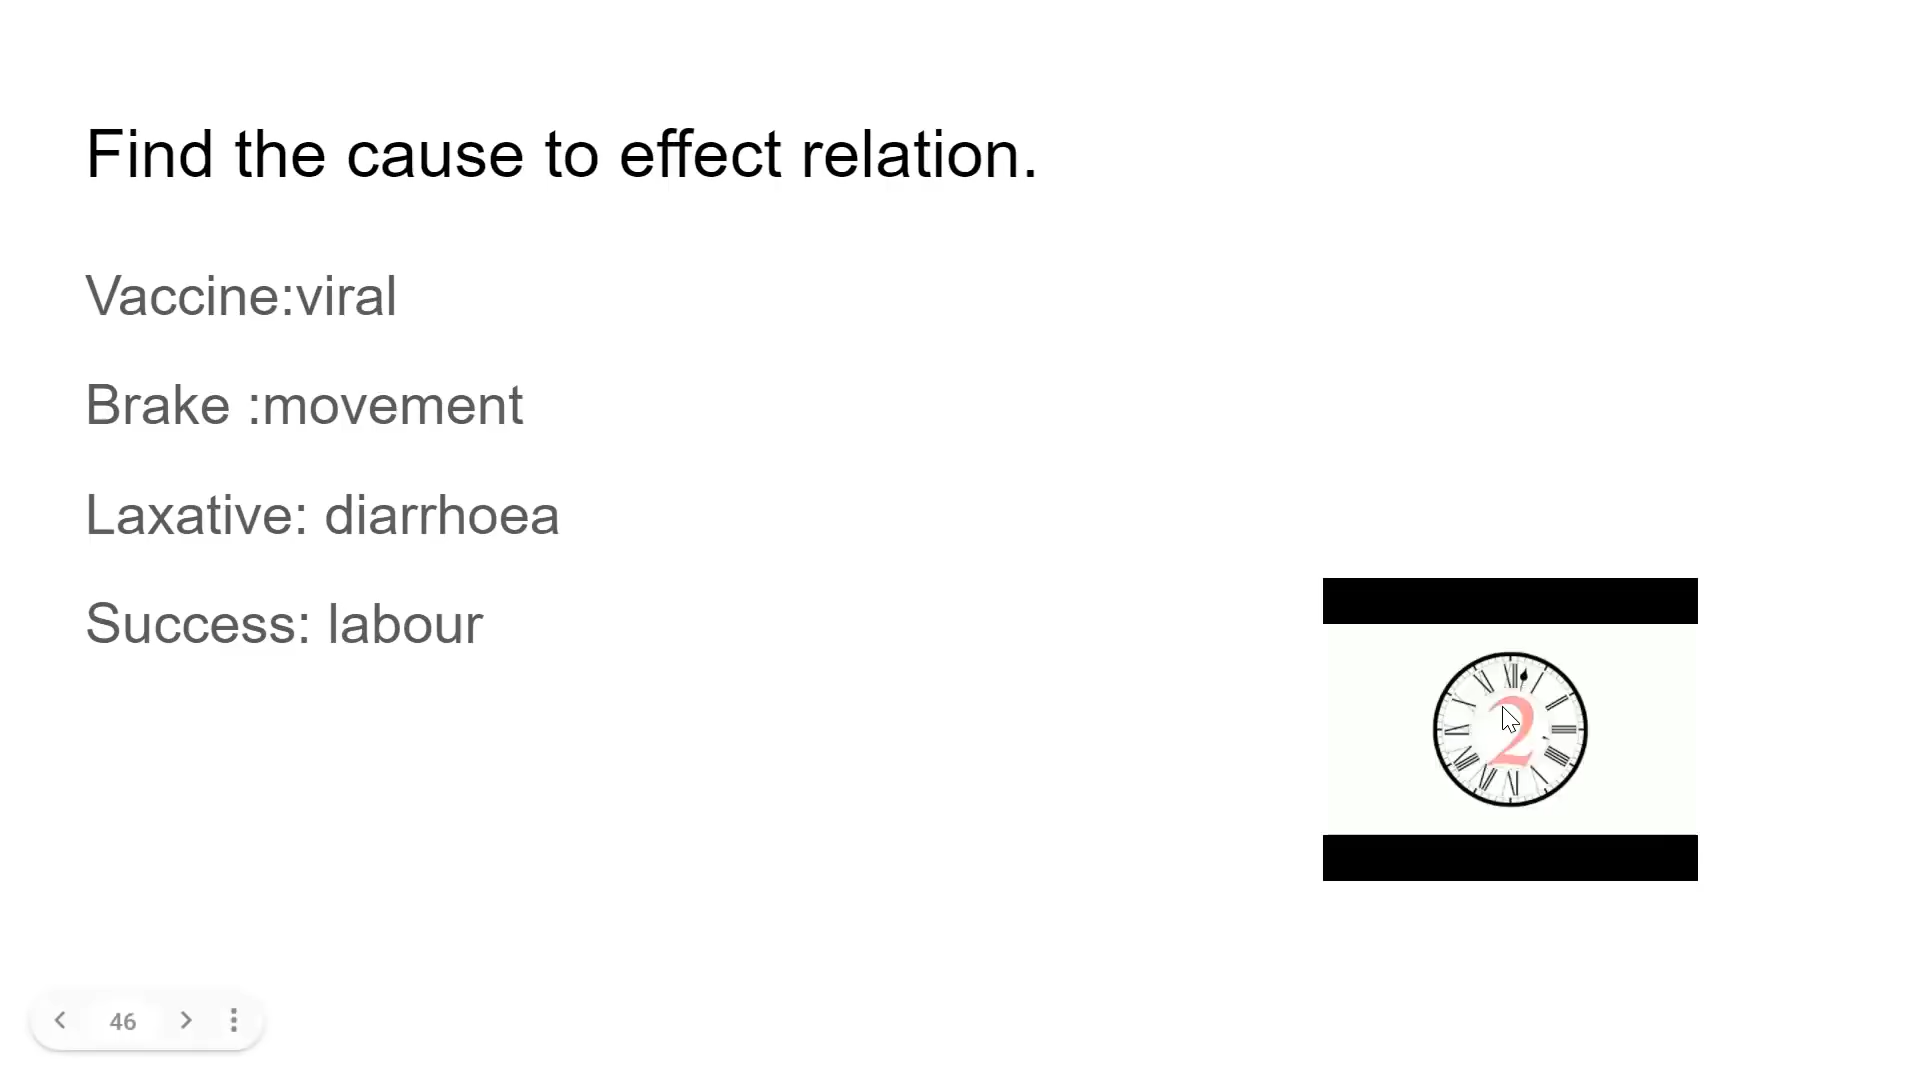 Find the cause to effect relation.
Vaccine:viral
Brake :movement
Laxative: diarrhoea
Success: labour
2
46